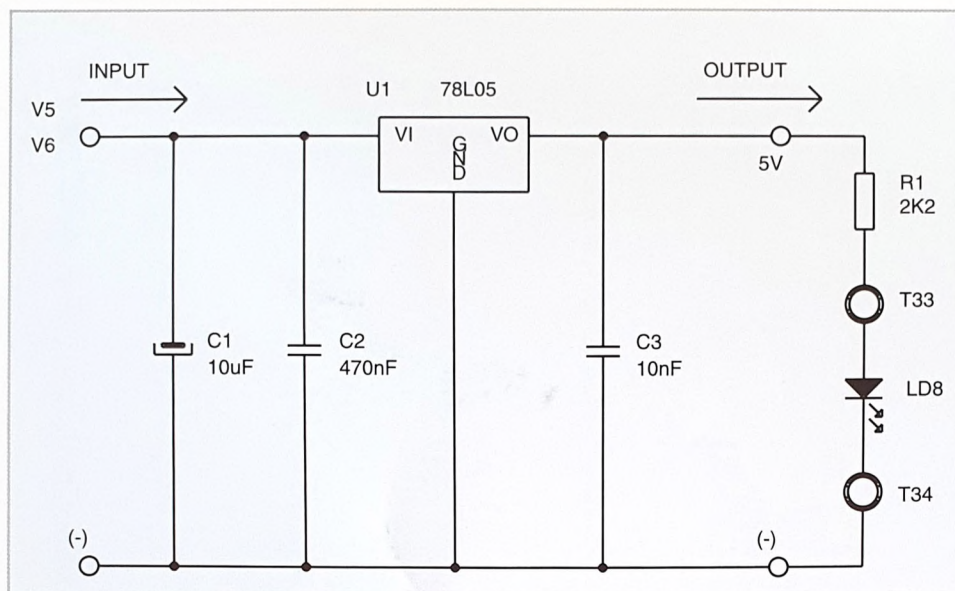 INPUT
V5
V6
U1 78L05
VI
GND
VO
OUTPUT
5V
R1
2K2
T33
C1
10uF
C2
470nF
C3
10nF
LD8
T34
(-)
(-)